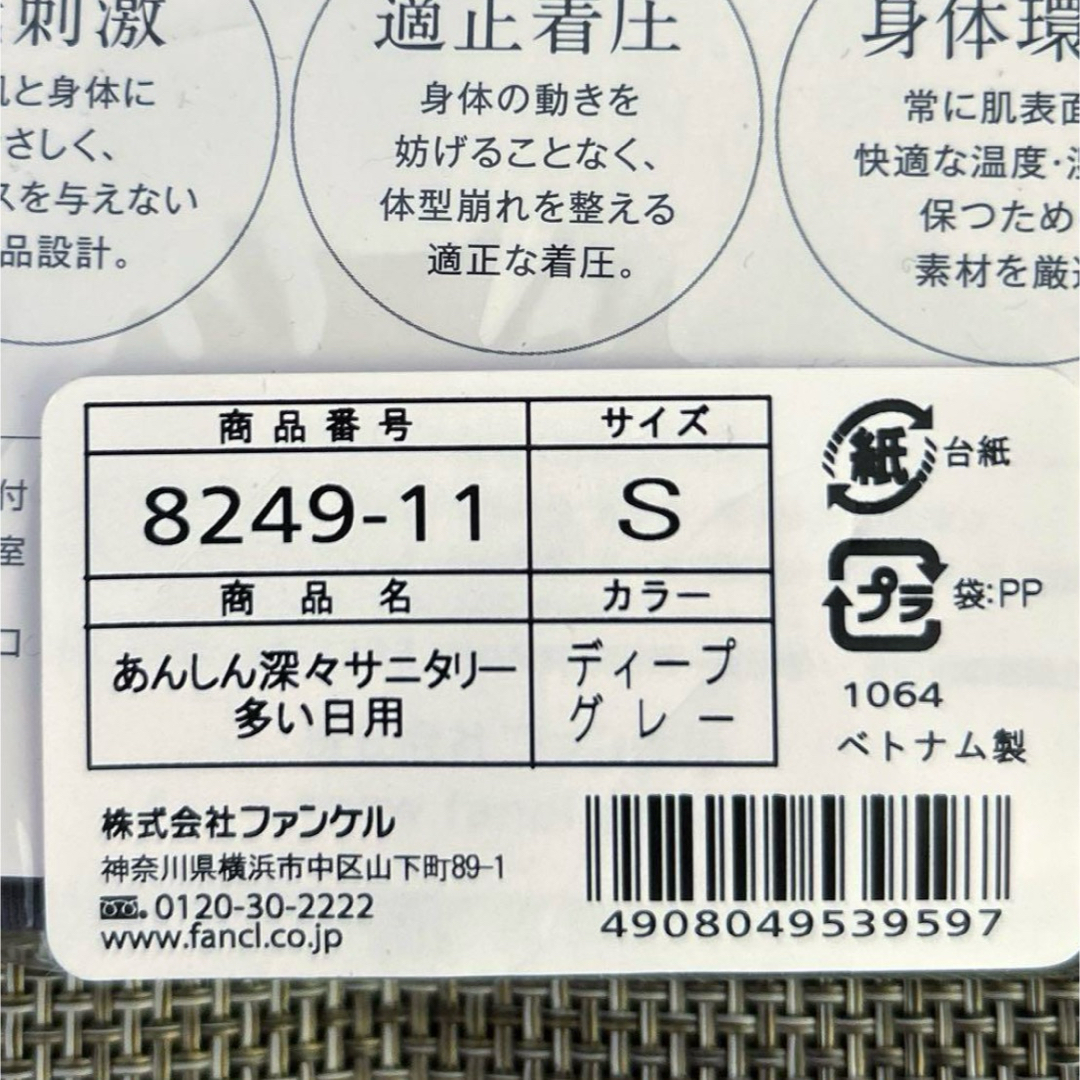 刺激
と身体に
さしく、
スを与えない
品設計。
適正着圧
身体の動きを
妨げることなく、
体型崩れを整える
適正な着圧。
身体環
常に肌表面
快適な温度・
保つため
素材を厳
付
室
口
商品番号
サイズ
8249-11
S
商品名
カラー
あんしん深々サニタリー
多い日用
ディープ
グレー
紙
台紙
プラ
袋:PP
1064
ベトナム製
株式会社ファンケル
神奈川県横浜市中区山下町89-1
0120-30-2222
www.fancl.co.jp
4908049539597